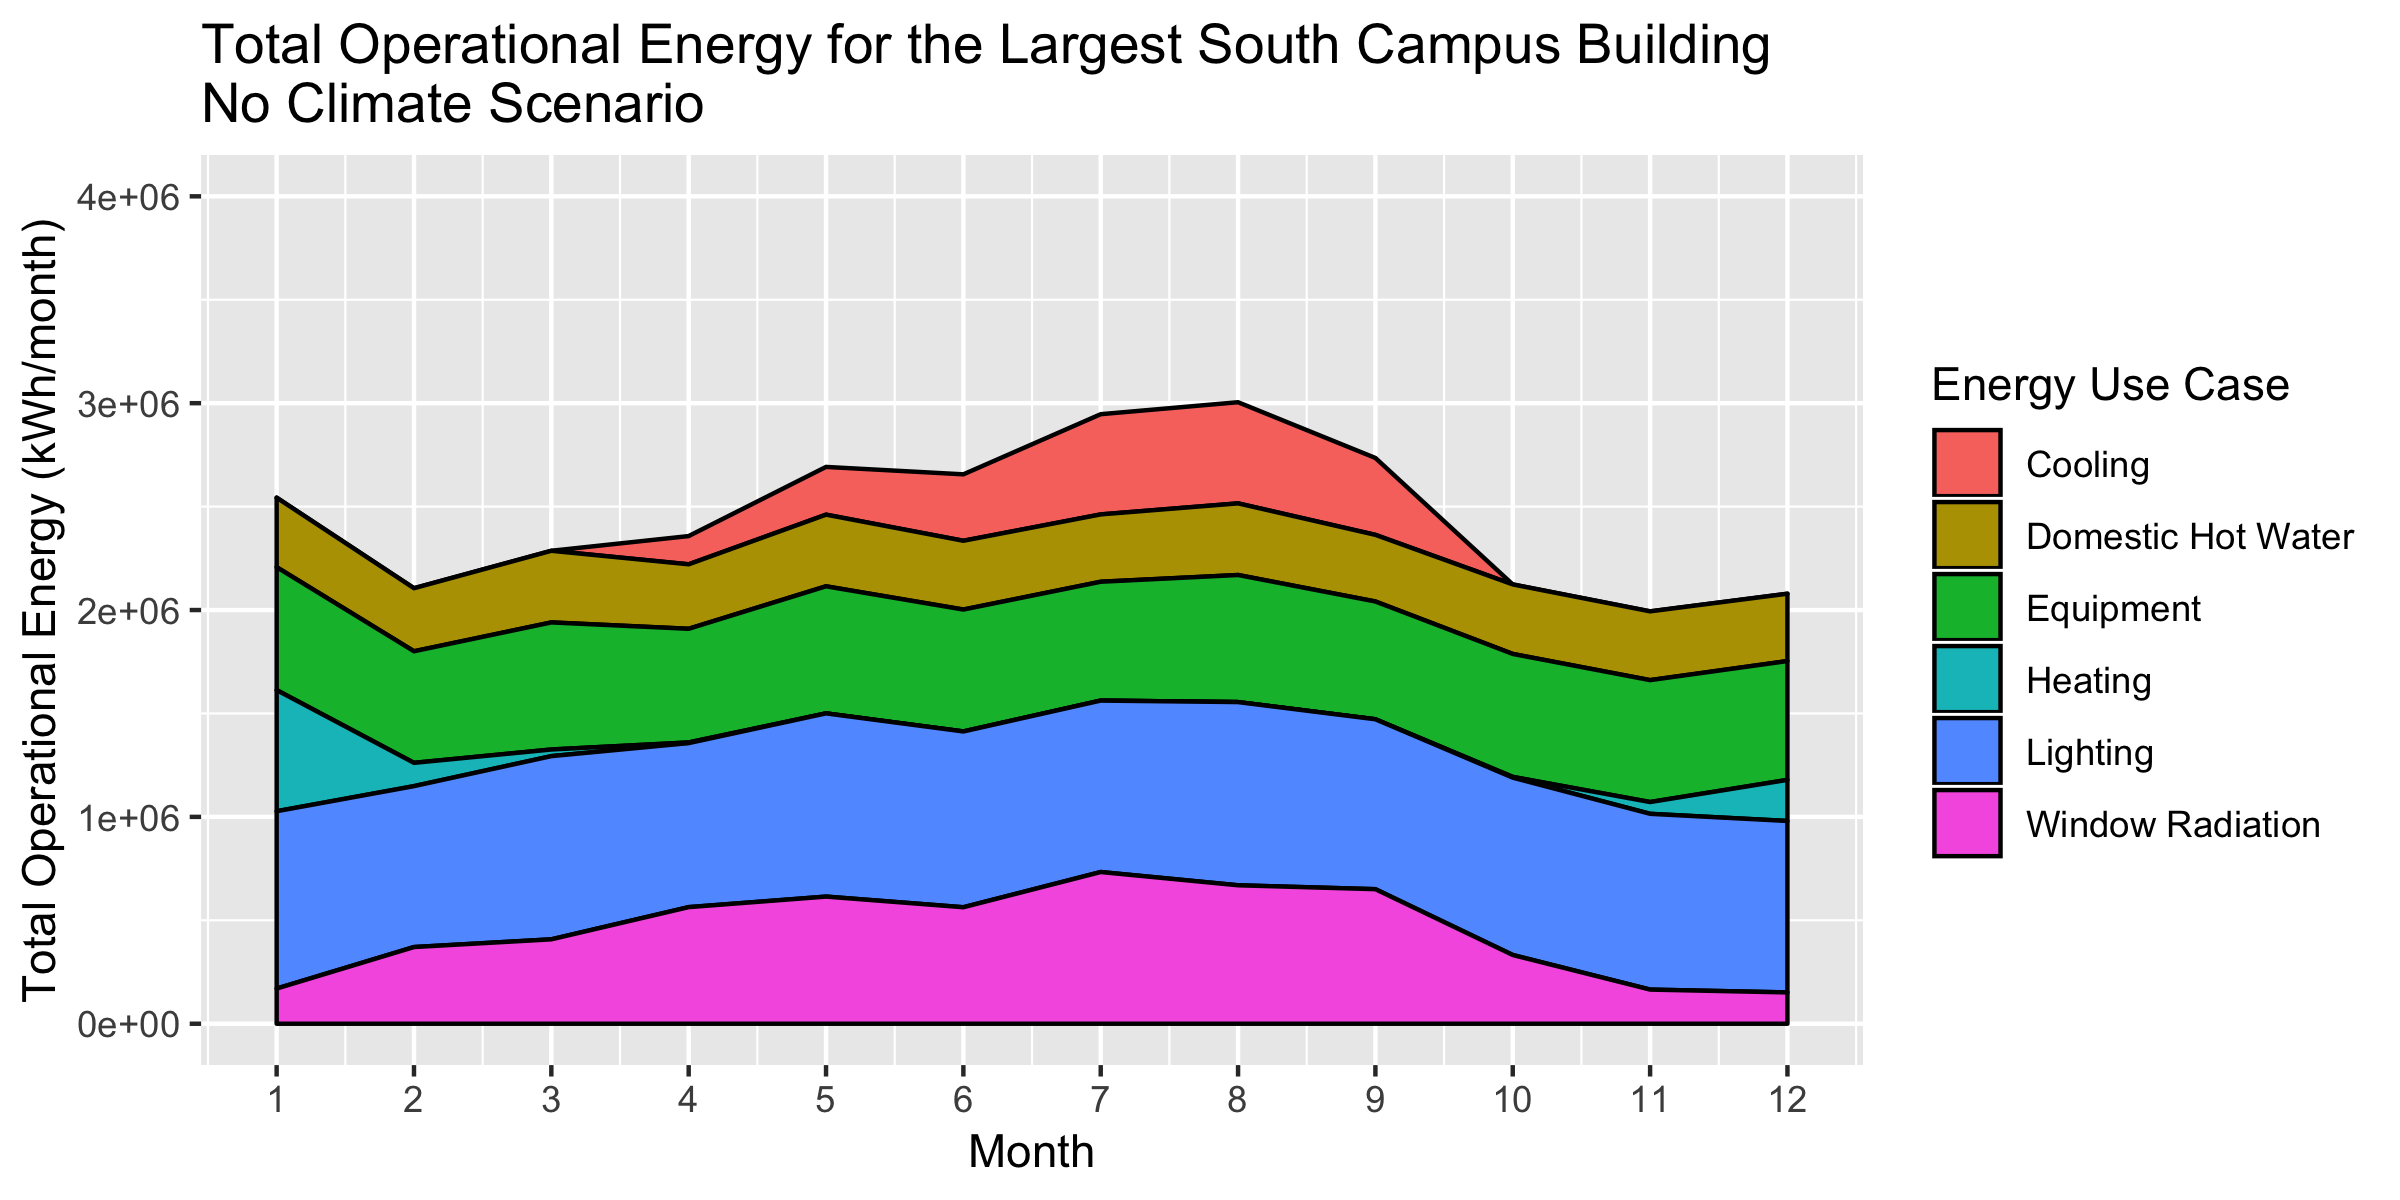 Total Operational Energy for the Largest South Campus Building
No Climate Scenario
Total Operational Energy (kWh/month)
4e+06
3e+06
2e+06
1e+06
0e+00
1 2 3 4 5 6 7 8 9 10 11 12
Month
Energy Use Case
Cooling
Domestic Hot Water
Equipment
Heating
Lighting
Window Radiation